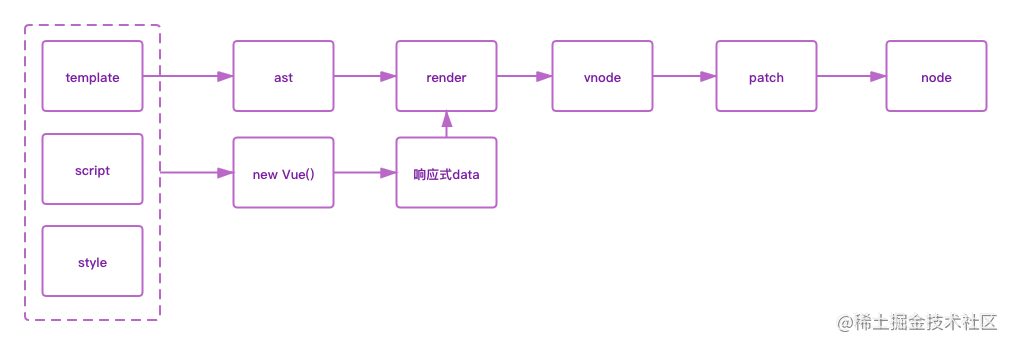 template
ast
render
vnode
patch
node
script
new Vue()
响应式data
style
@稀土掘金技术社区